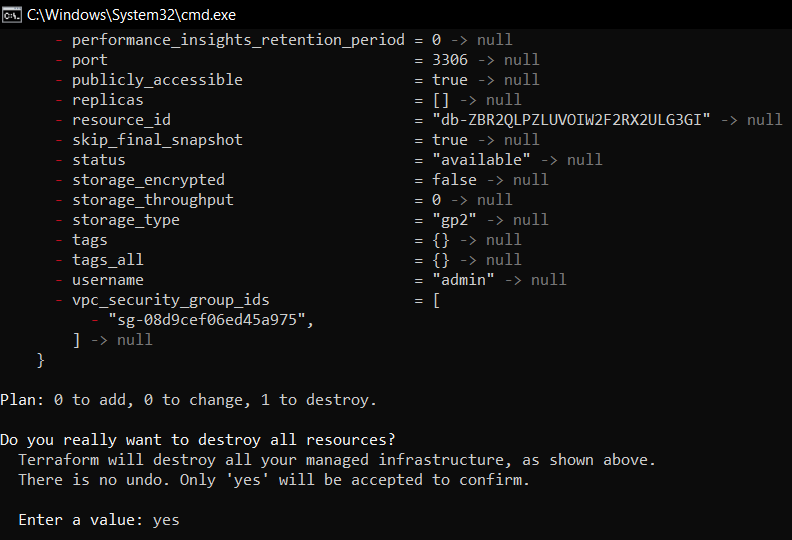 C:\Windows\System32\cmd.exe
- performance_insights_retention_period = 0 -> null
- port = 3306 -> null
- publicly_accessible = true -> null
- replicas = [] -> null
- resource_id = "db-ZBR2QLPZLUVOIW2F2RX2ULG3GI" -> null
- skip_final_snapshot = true -> null
- status = "available" -> null
- storage_encrypted = false -> null
- storage_throughput = 0 -> null
- storage_type = "gp2" -> null
- tags = {} -> null
- tags_all = {} -> null
- username = "admin" -> null
- vpc_security_group_ids = [
- "sg-08d9cef06ed45a975",
] -> null
}
Plan: 0 to add, 0 to change, 1 to destroy.
Do you really want to destroy all resources?
Terraform will destroy all your managed infrastructure, as shown above.
There is no undo. Only 'yes' will be accepted to confirm.
Enter a value: yes